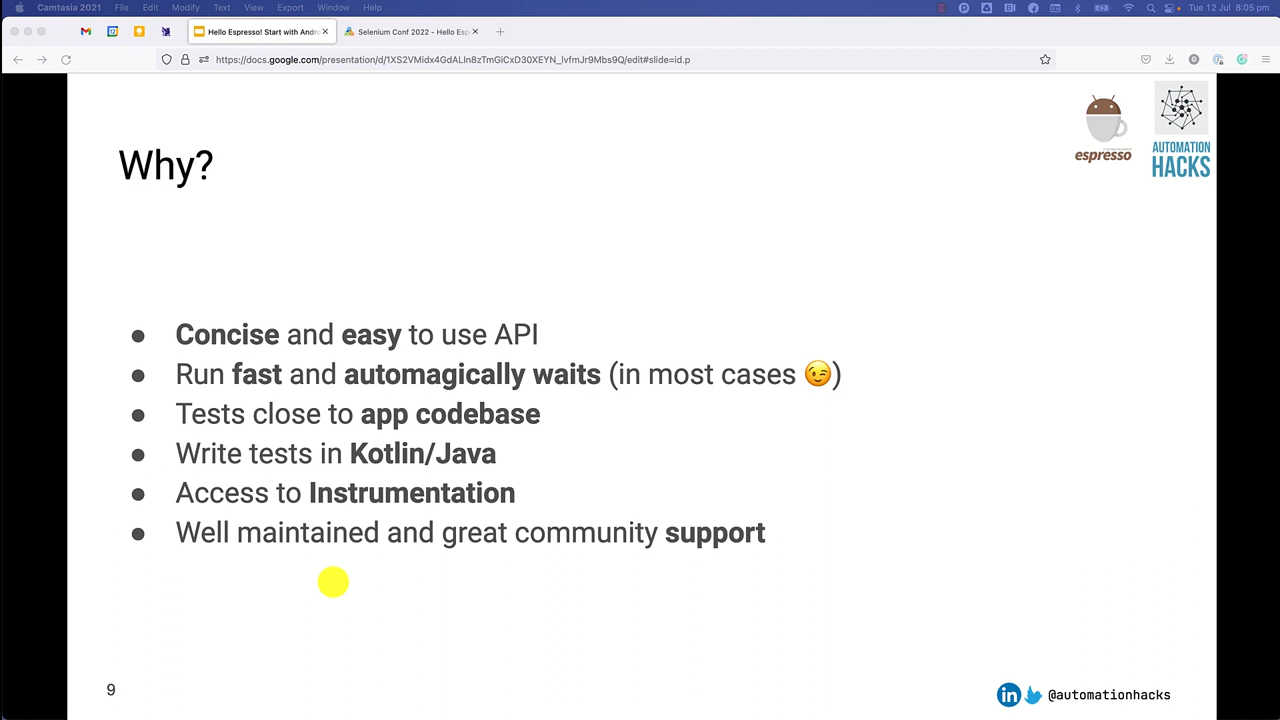 Camtasia 2021 File Edit Modify Text View Export Window Help Tue 12 Jul 8:05 pm
Hello Espresso! Start with Andro
Selenium Conf 2022 - Hello Esp
https://docs.google.com/presentation/d/1XS2VMidx4GdALIn8zTmGiCxD30XEYN_lvfmJr9Mbs9Q/edit#slide=id.p
espresso
AUTOMATION
HACKS
Why?
● Concise and easy to use API
● Run fast and automagically waits (in most cases 😉)
● Tests close to app codebase
● Write tests in Kotlin/Java
● Access to Instrumentation
● Well maintained and great community support
9
in @automationhacks